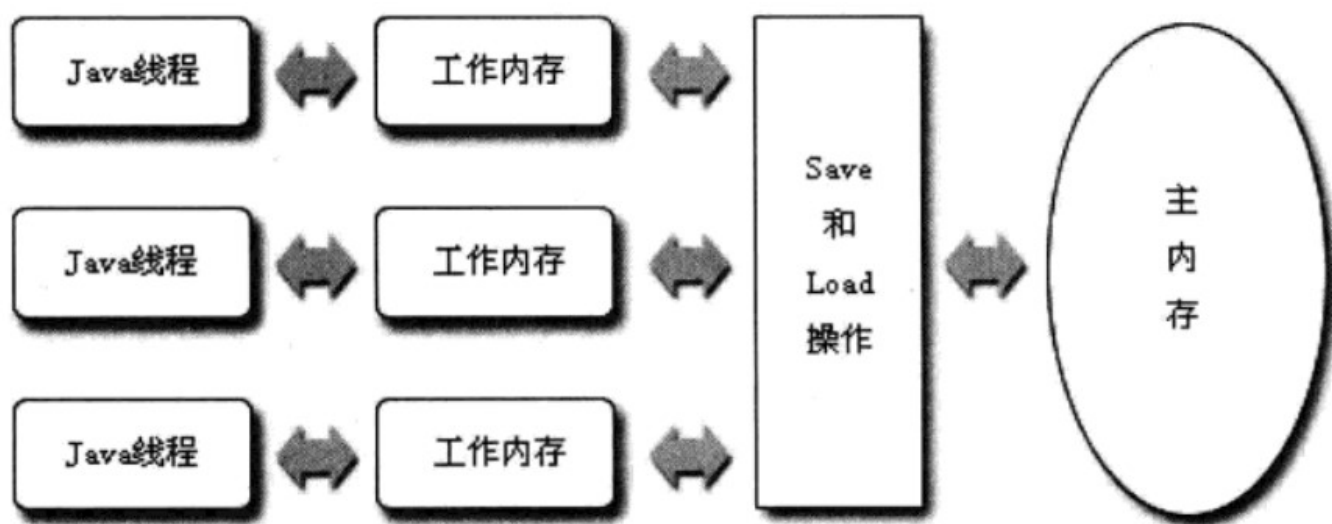 Java线程
工作内存
Java线程
工作内存
Java线程
工作内存
Save
和
Load
操作
主
内
存